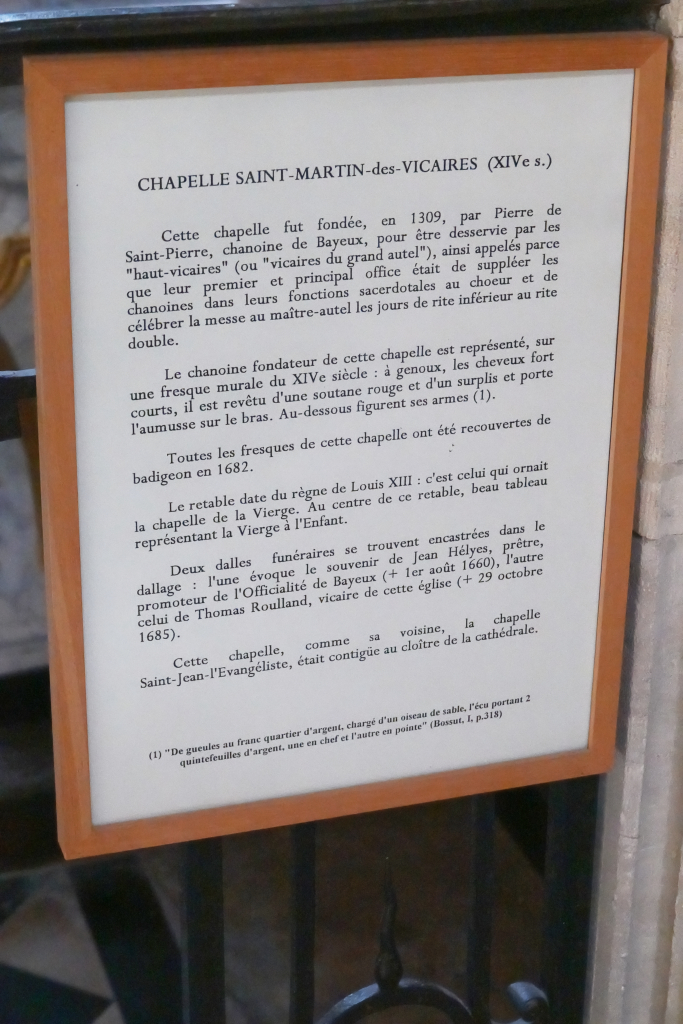 CHAPELLE SAINT-MARTIN-des-VICAIRES (XIVe s.)
Cette chapelle fut fondée, en 1309, par Pierre de
Saint-Pierre, chanoine de Bayeux, pour être desservie par les
"haut-vicaires" (ou "vicaires du grand autel"), ainsi appelés parce
que leur premier et principal office était de suppléer les
chanoines dans leurs fonctions sacerdotales au choeur et de
célébrer la messe au maître-autel les jours de rite inférieur au rite
double.
Le chanoine fondateur de cette chapelle est représenté, sur
une fresque murale du XIVe siècle : à genoux, les cheveux fort
courts, il est revêtu d'une soutane rouge et d'un surplis et porte
l'aumusse sur le bras. Au-dessous figurent ses armes (1).
Toutes les fresques de cette chapelle ont été recouvertes de
badigeon en 1682.
Le retable date du règne de Louis XIII : c'est celui qui ornait
la chapelle de la Vierge. Au centre de ce retable, beau tableau
représentant la Vierge à l'Enfant.
Deux dalles funéraires se trouvent encastrées dans le
dallage : l'une évoque le souvenir de Jean Hélyes, prêtre,
promoteur de l'Officialité de Bayeux (+ 1er août 1660), l'autre
celui de Thomas Roulland, vicaire de cette église (+ 29 octobre
1685).
Cette chapelle, comme sa voisine, la chapelle
Saint-Jean-l'Evangéliste, était contigüe au cloître de la cathédrale.
(1) "De gueules au franc quartier d'argent, chargé d'un oiseau de sable, l'écu portant 2
quintefeuilles d'argent, une en chef et l'autre en pointe" (Bossut, I, p.318)